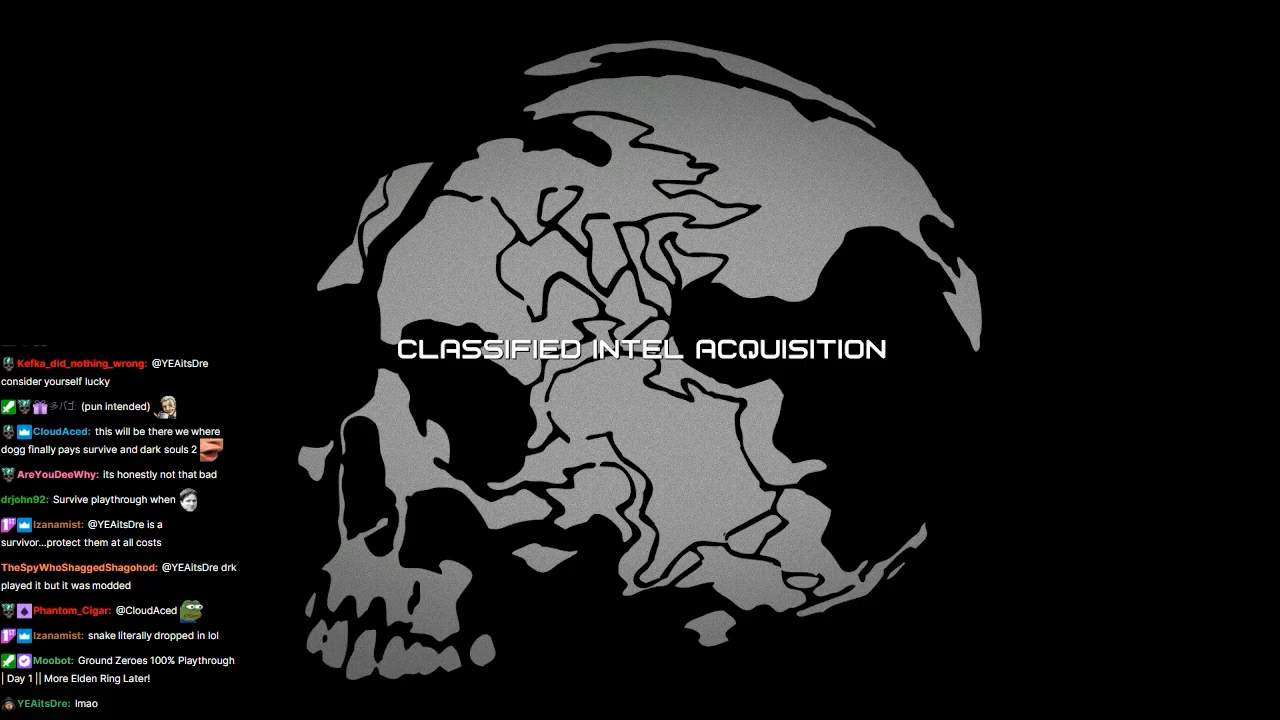 CLASSIFIED INTEL ACQUISITION
Kefka_did_nothing_wrong: @YEAitsDre
consider yourself lucky
(pun intended)
CloudAced: this will be there we where
dogg finally pays survive and dark souls 2
AreYouDeeWhy: its honestly not that bad
drjohn92: Survive playthrough when
Izanamist: @YEAitsDre is a
survivor...protect them at all costs
TheSpyWhoShaggedShagohod: @YEAitsDre drk
played it but it was modded
Phantom_Cigar: @CloudAced
Izanamist: snake literally dropped in lol
Moobot: Ground Zeroes 100% Playthrough
| Day 1 || More Elden Ring Later!
YEAitsDre: lmao